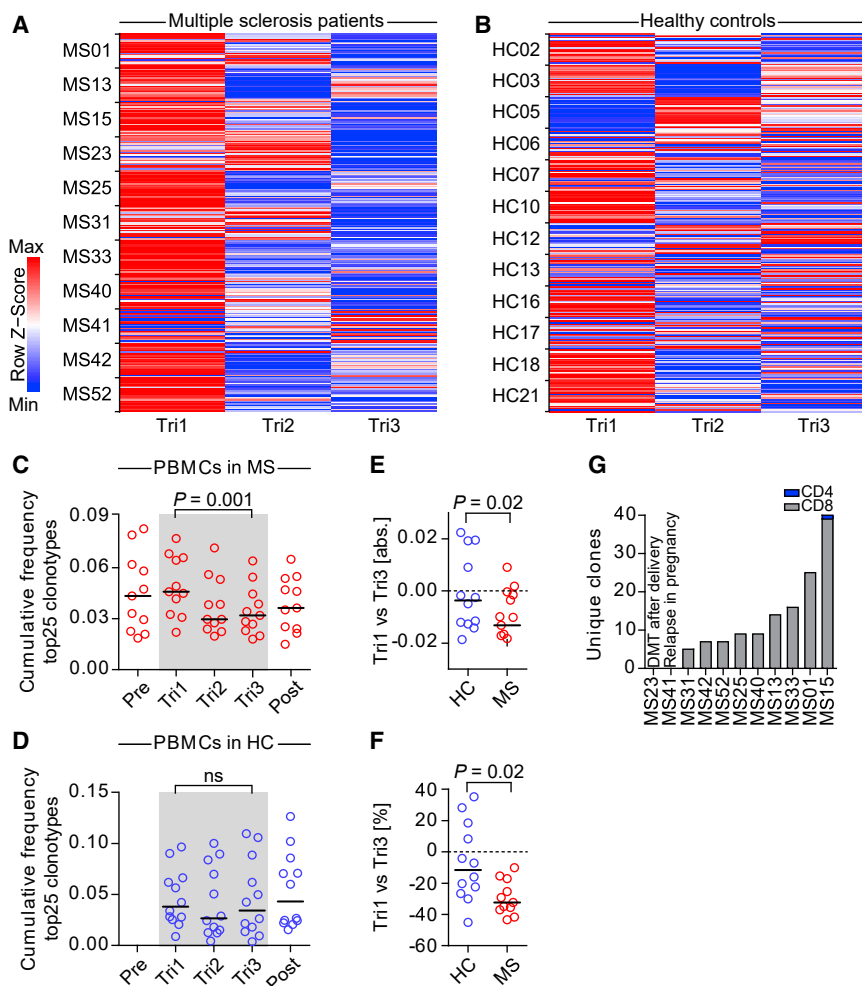 A
Multiple sclerosis patients
MS01
MS13
MS15
MS23
MS25
MS31
MS33
MS40
MS41
MS42
MS52
Max
Row Z−Score
Min
Tri1 Tri2 Tri3
B
Healthy controls
HC02
HC03
HC05
HC06
HC07
HC10
HC12
HC13
HC16
HC17
HC18
HC21
Tri1 Tri2 Tri3
C
PBMCs in MS
P = 0.001
Cumulative frequency
top25 clonotypes
0.09
0.06
0.03
0.00
Pre Tri1 Tri2 Tri3 Post
D
PBMCs in HC
ns
Cumulative frequency
top25 clonotypes
0.15
0.10
0.05
0.00
Pre Tri1 Tri2 Tri3 Post
E
P = 0.02
Tri1 vs Tri3 [abs.]
0.02
0.00
-0.02
HC MS
F
P = 0.02
Tri1 vs Tri3 [%]
40
20
0
-20
-40
-60
HC MS
G
CD4
CD8
Unique clones
40
20
0
DMT after delivery
Relapse in pregnancy
MS23
MS41
MS31
MS42
MS52
MS25
MS40
MS13
MS33
MS01
MS15